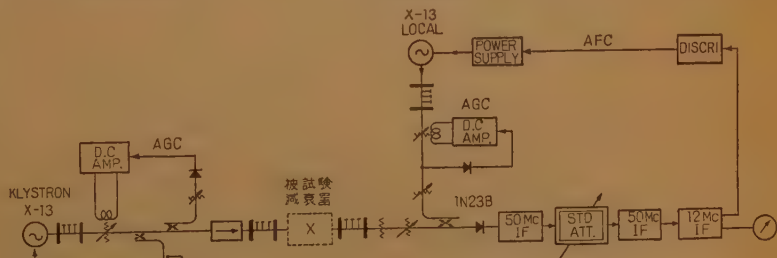 X-13
LOCAL
POWER
SUPPLY
AFC
DISCRI
AGC
D.C
AMP.
AGC
D.C
AMP.
KLYSTRON
X-13
被試験
減衰器
X
1N23B
50Mc
IF
STD
ATT.
50Mc
IF
12Mc
IF